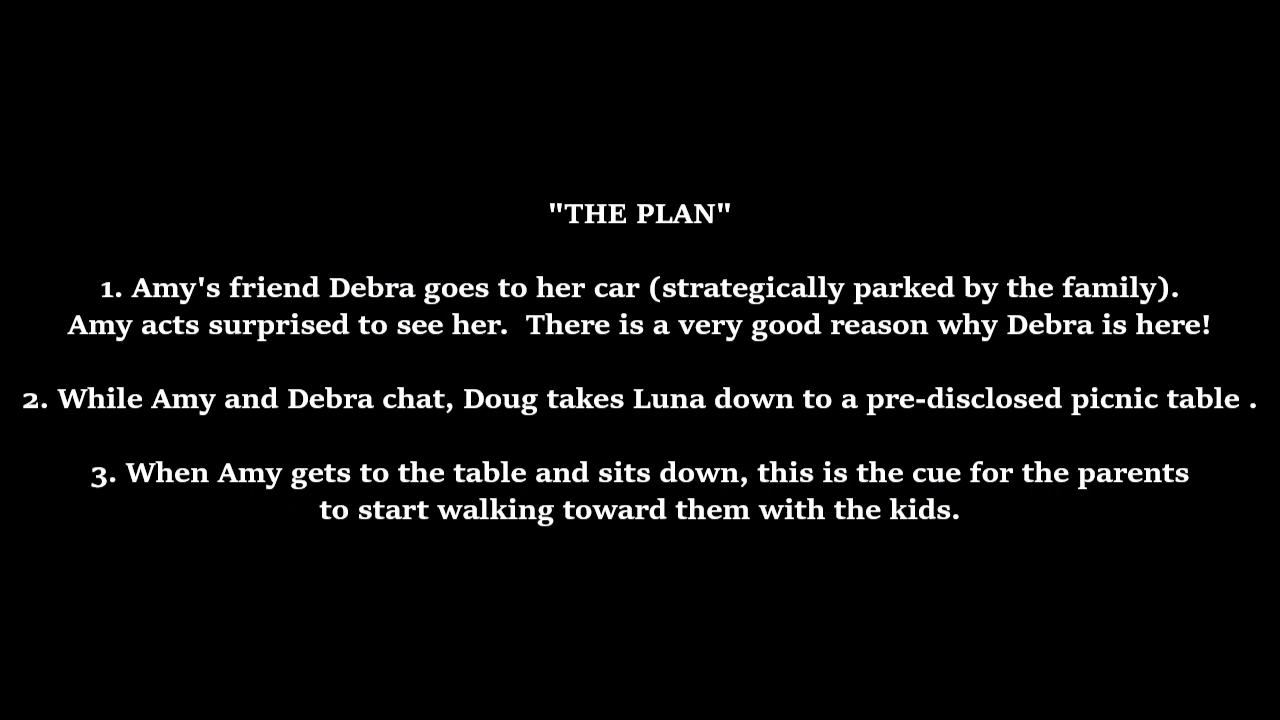 "THE PLAN"
1. Amy's friend Debra goes to her car (strategically parked by the family).
Amy acts surprised to see her.  There is a very good reason why Debra is here!
2. While Amy and Debra chat, Doug takes Luna down to a pre-disclosed picnic table .
3. When Amy gets to the table and sits down, this is the cue for the parents
to start walking toward them with the kids.